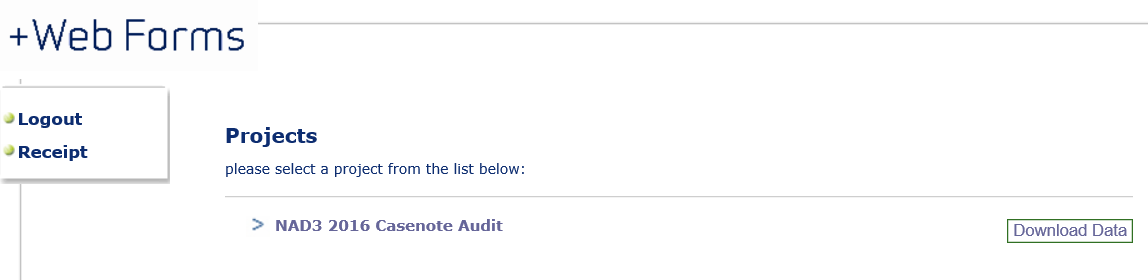 +Web Forms
Logout
Receipt
Projects
please select a project from the list below:
> NAD3 2016 Casenote Audit
Download Data